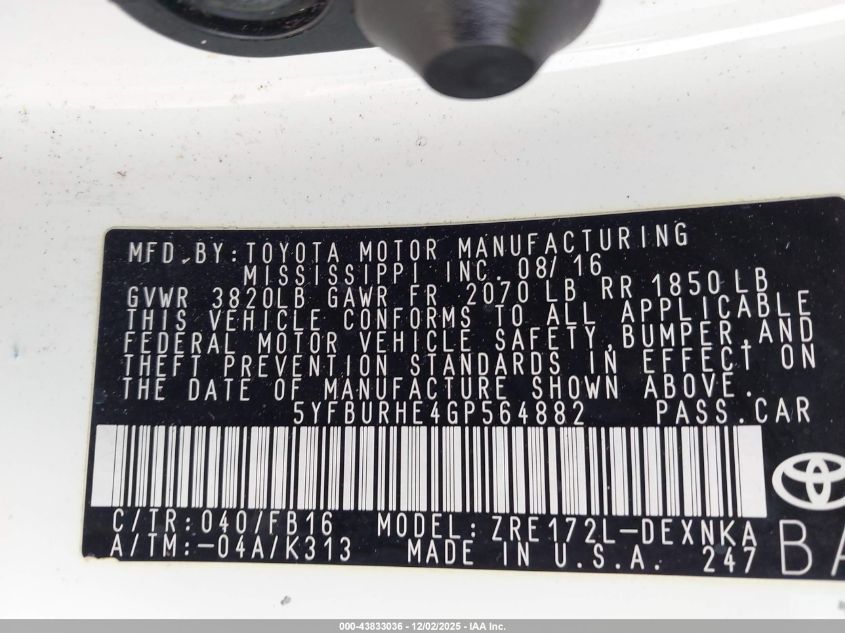 MFD.BY:TOYOTA MOTOR MANUFACTURING
MISSISSIPPI INC. 08/16
GVWR 3820LB GAWR FR 2070 LB RR 1850LB
THIS VEHICLE CONFORMS TO ALL APPLICABLE
FEDERAL MOTOR VEHICLE SAFETY,BUMPER,AND
THEFT PREVENTION STANDARDS IN EFFECT ON
THE DATE OF MANUFACTURE SHOWN ABOVE.
5YFBURHE4GP564882 PASS.CAR
C/TR:040/FB16 MODEL:ZRE172L-DEXNKA
A/TM:-04A/K313 MADE IN U.S.A. 247
BA
000-43833036 - 12/02/2025 - IAA Inc.